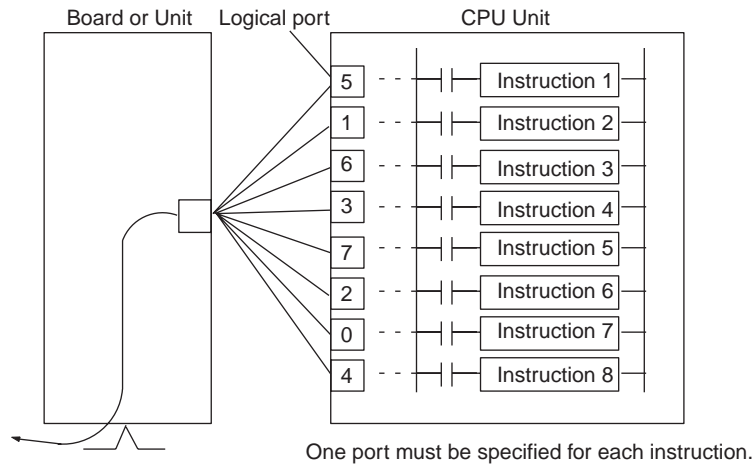 Board or Unit Logical port CPU Unit
5 Instruction 1
1 Instruction 2
6 Instruction 3
3 Instruction 4
7 Instruction 5
2 Instruction 6
0 Instruction 7
4 Instruction 8
One port must be specified for each instruction.